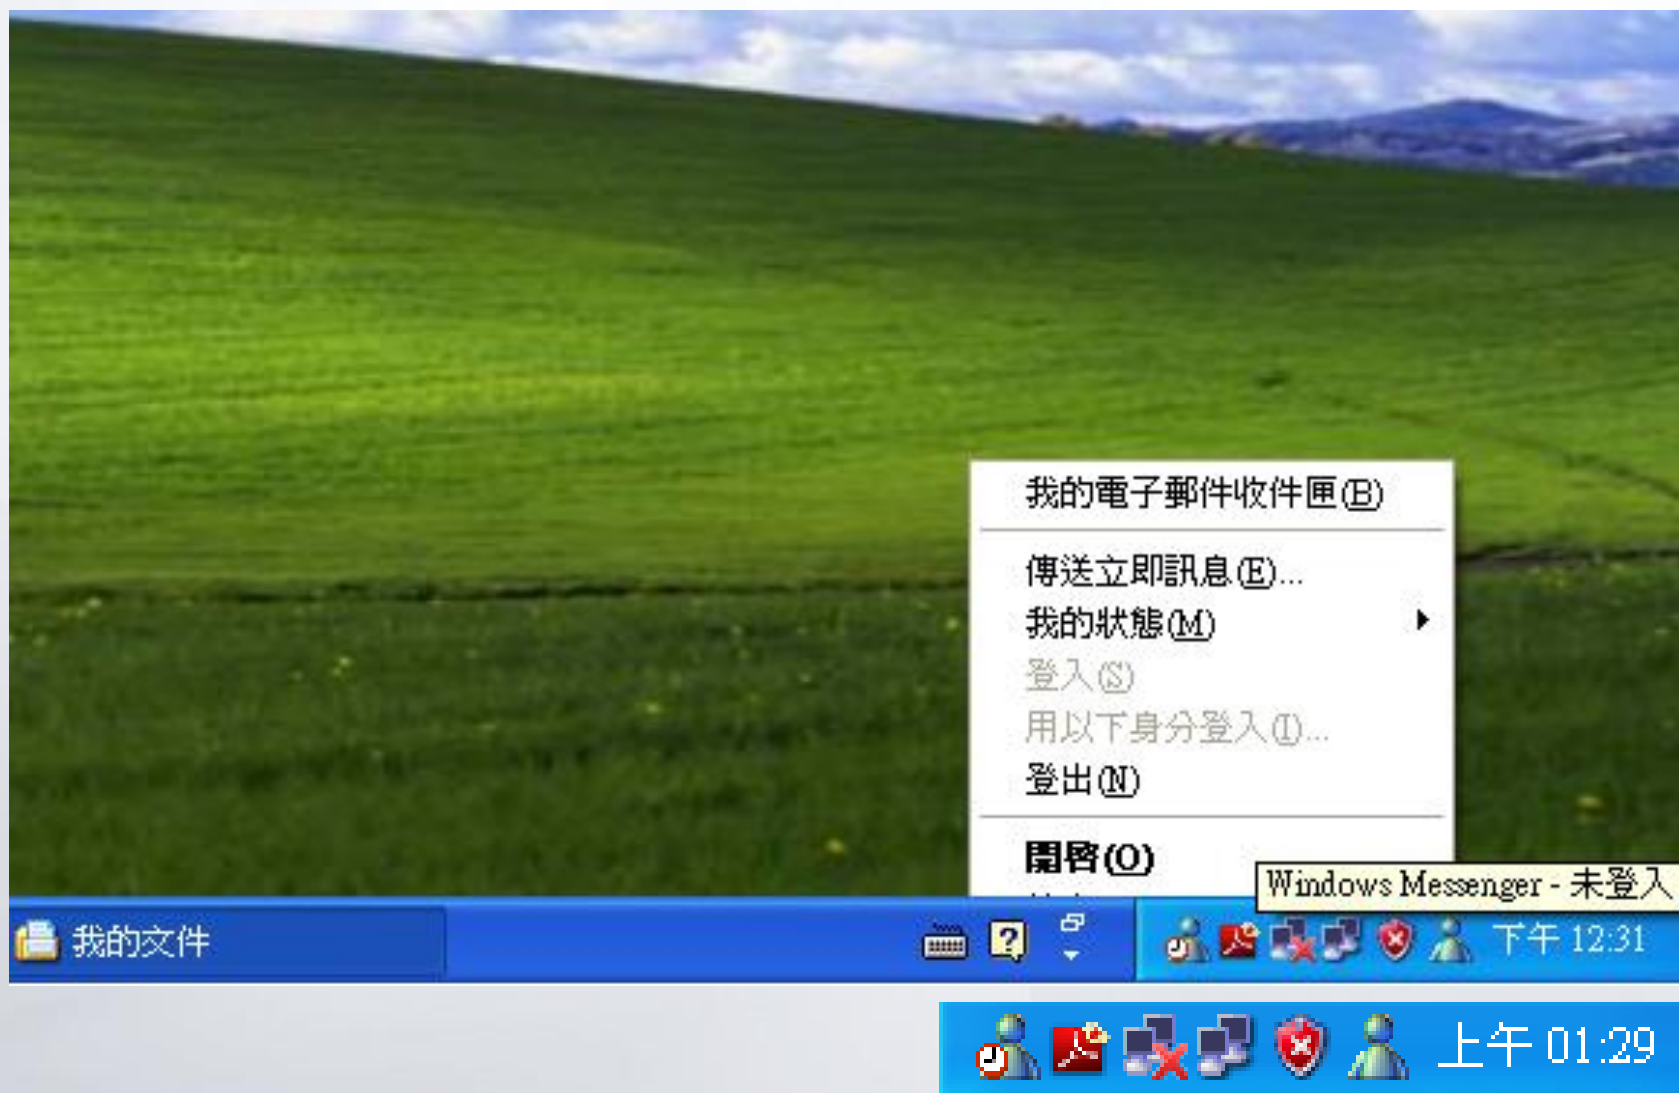 我的電子郵件收件匣(B)
傳送立即訊息(E)...
我的狀態(M)
登入(S)
用以下身分登入(I)...
登出(N)
開啓(O)
Windows Messenger - 未登入
我的文件
下午 12:31
上午 01:29